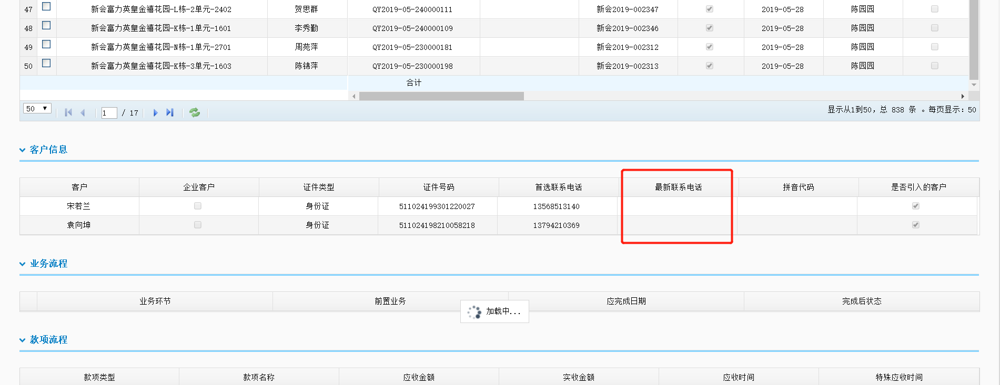 47 新会富力英皇金禧花园-L栋-2单元-2402 贺思群 QY2019-05-240000111 新会2019-002347 2019-05-28 陈园园
48 新会富力英皇金禧花园-K栋-1单元-1601 李秀勤 QY2019-05-240000109 新会2019-002346 2019-05-28 陈园园
49 新会富力英皇金禧花园-N栋-1单元-2701 周苑萍 QY2019-05-230000181 新会2019-002312 2019-05-28 陈园园
50 新会富力英皇金禧花园-K栋-3单元-1603 陈锦萍 QY2019-05-230000198 新会2019-002313 2019-05-28 陈园园
合计
50 1 / 17 显示从1到50，总 838 条 。每页显示：50
客户信息
客户 企业客户 证件类型 证件号码 首选联系电话 最新联系电话 拼音代码 是否引入的客户
宋若兰 身份证 511024199301220027 13568513140
袁向坤 身份证 511024198210058218 13794210369
业务流程
业务环节 前置业务 应完成日期 完成后状态
加载中...
款项流程
款项类型 款项名称 应收金额 实收金额 应收时间 特殊应收时间